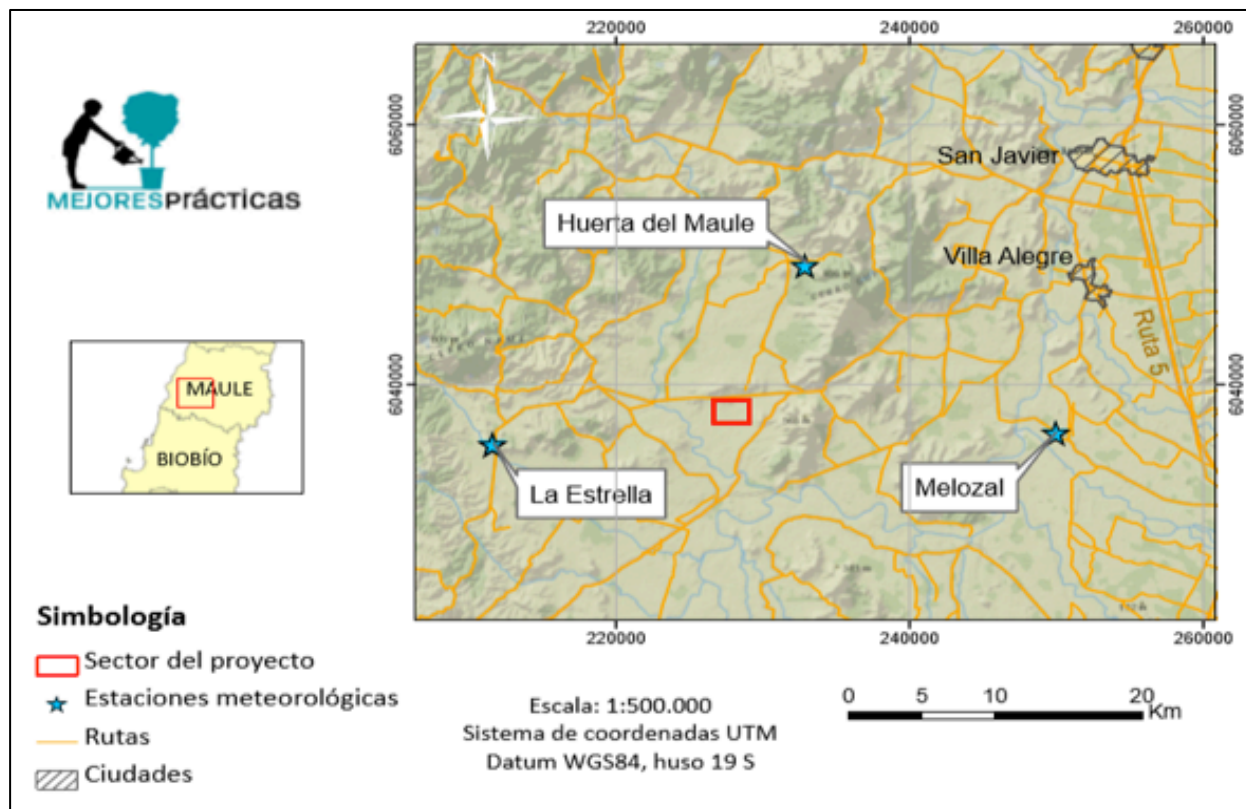 MEJORESPrácticas
MAULE
BIOBÍO
220000
240000
260000
6060000
6060000
6040000
6040000
San Javier
Huerta del Maule
Villa Alegre
Ruta 5
La Estrella
Melozal
220000
240000
260000
Simbología
Sector del proyecto
Estaciones meteorológicas
Rutas
Ciudades
Escala: 1:500.000
Sistema de coordenadas UTM
Datum WGS84, huso 19 S
0 5 10 20
Km